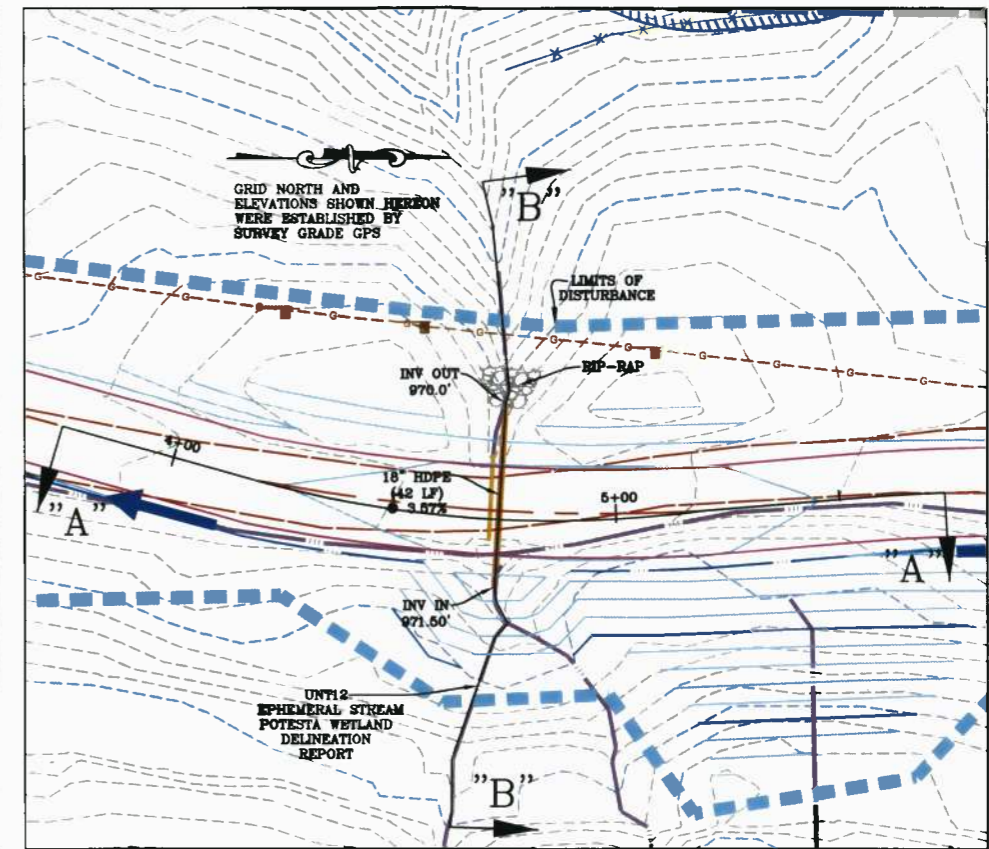 GRID NORTH AND
ELEVATIONS SHOWN HEREON
WERE ESTABLISHED BY
SURVEY GRADE GPS
"B"
LIMITS OF
DISTURBANCE
G G G G G G G G G G
INV OUT
970.0'
RIP-RAP
4+00
18" HDPE
(42 LF)
@ 3.57%
5+00
"A"
"A"
INV IN
971.50'
UNT12
EPHEMERAL STREAM
POTESTA WETLAND
DELINEATION
REPORT
"B"